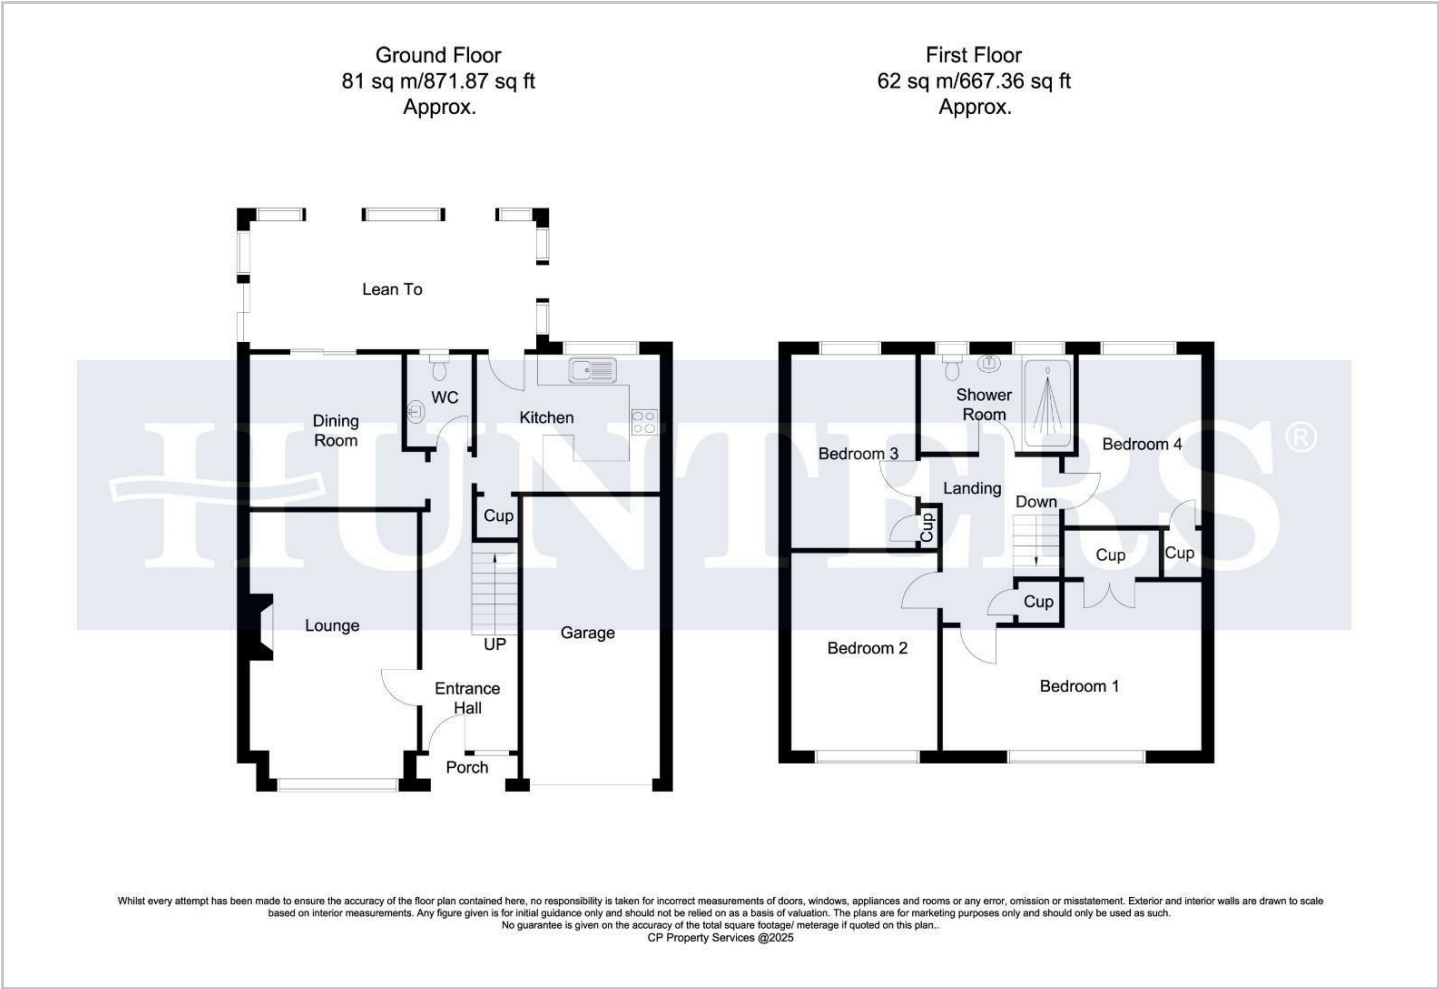 Ground Floor
81 sq m/871.87 sq ft
Approx.
First Floor
62 sq m/667.36 sq ft
Approx.
Lean To
WC
Kitchen
Dining
Room
Cup
Lounge
UP
Garage
Entrance
Hall
Porch
Shower
Room
Bedroom 4
Bedroom 3
Landing
Down
Cup
Cup
Cup
Cup
Bedroom 2
Bedroom 1
HUNTERS®
Whilst every attempt has been made to ensure the accuracy of the floor plan contained here, no responsibility is taken for incorrect measurements of doors, windows, appliances and rooms or any error, omission or misstatement. Exterior and interior walls are drawn to scale
based on interior measurements. Any figure given is for initial guidance only and should not be relied on as a basis of valuation. The plans are for marketing purposes only and should only be used as such.
No guarantee is given on the accuracy of the total square footage/ meterage if quoted on this plan..
CP Property Services @2025